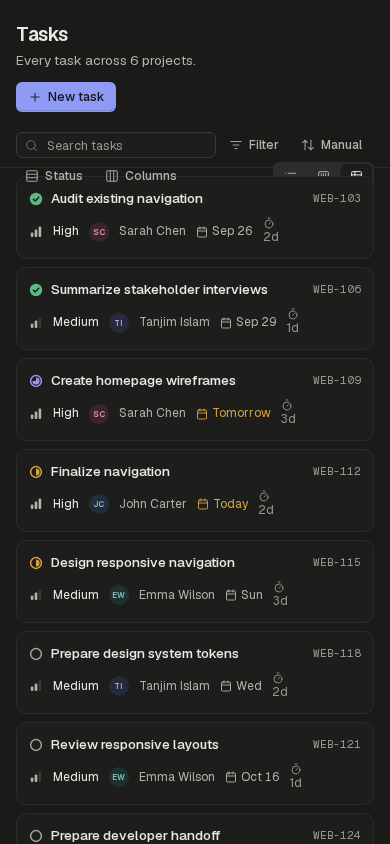 Tasks
Every task across 6 projects.
New task
Search tasks
Filter
Manual
Status
Columns
Audit existing navigation WEB-103
High SC Sarah Chen Sep 26 2d
Summarize stakeholder interviews WEB-106
Medium TI Tanjim Islam Sep 29 1d
Create homepage wireframes WEB-109
High SC Sarah Chen Tomorrow 3d
Finalize navigation WEB-112
High JC John Carter Today 2d
Design responsive navigation WEB-115
Medium EW Emma Wilson Sun 3d
Prepare design system tokens WEB-118
Medium TI Tanjim Islam Wed 2d
Review responsive layouts WEB-121
Medium EW Emma Wilson Oct 16 1d
Prepare developer handoff WEB-124